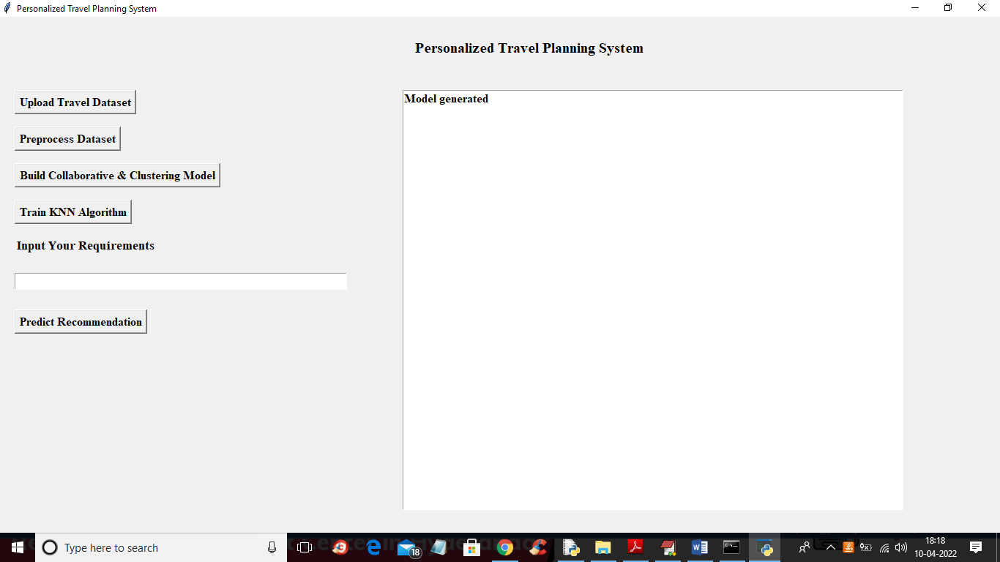 Personalized Travel Planning System
Personalized Travel Planning System
Upload Travel Dataset
Model generated
Preprocess Dataset
Build Collaborative & Clustering Model
Train KNN Algorithm
Input Your Requirements
Predict Recommendation
Type here to search
18
18:18
10-04-2022